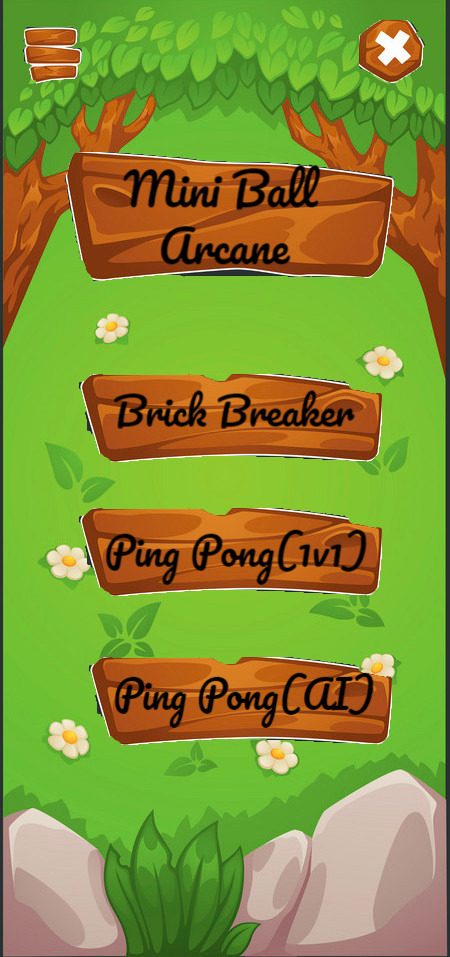 Mini Ball
Arcane
Brick Breaker
Ping Pong(1v1)
Ping Pong(AI)